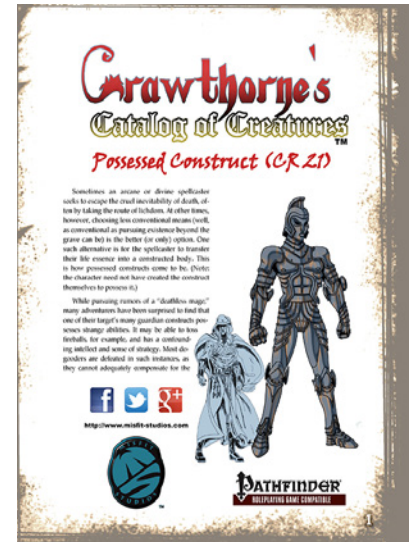 Crawthorne's
Catalog of Creatures™
Possessed Construct (CR 21)
Sometimes an arcane or divine spellcaster
seeks to escape the cruel inevitability of death, of-
ten by taking the route of lichdom. At other times,
however, choosing less conventional means (well,
as conventional as pursuing existence beyond the
grave can be) is the better (or only) option. One
such alternative is for the spellcaster to transfer
their life essence into a constructed body. This
is how possessed constructs come to be. (Note:
the character need not have created the construct
themselves to possess it.)
While pursuing rumors of a "deathless mage,"
many adventurers have been surprised to find that
one of their target's many guardian constructs pos-
sesses strange abilities. It may be able to toss
fireballs, for example, and has a confound-
ing intellect and sense of strategy. Most do-
gooders are defeated in such instances, as
they cannot adequately compensate for the
f
g+
http://www.misfit-studios.com
MISFIT
STUDIOS
™
PATHFINDER
ROLEPLAYING GAME COMPATIBLE
1